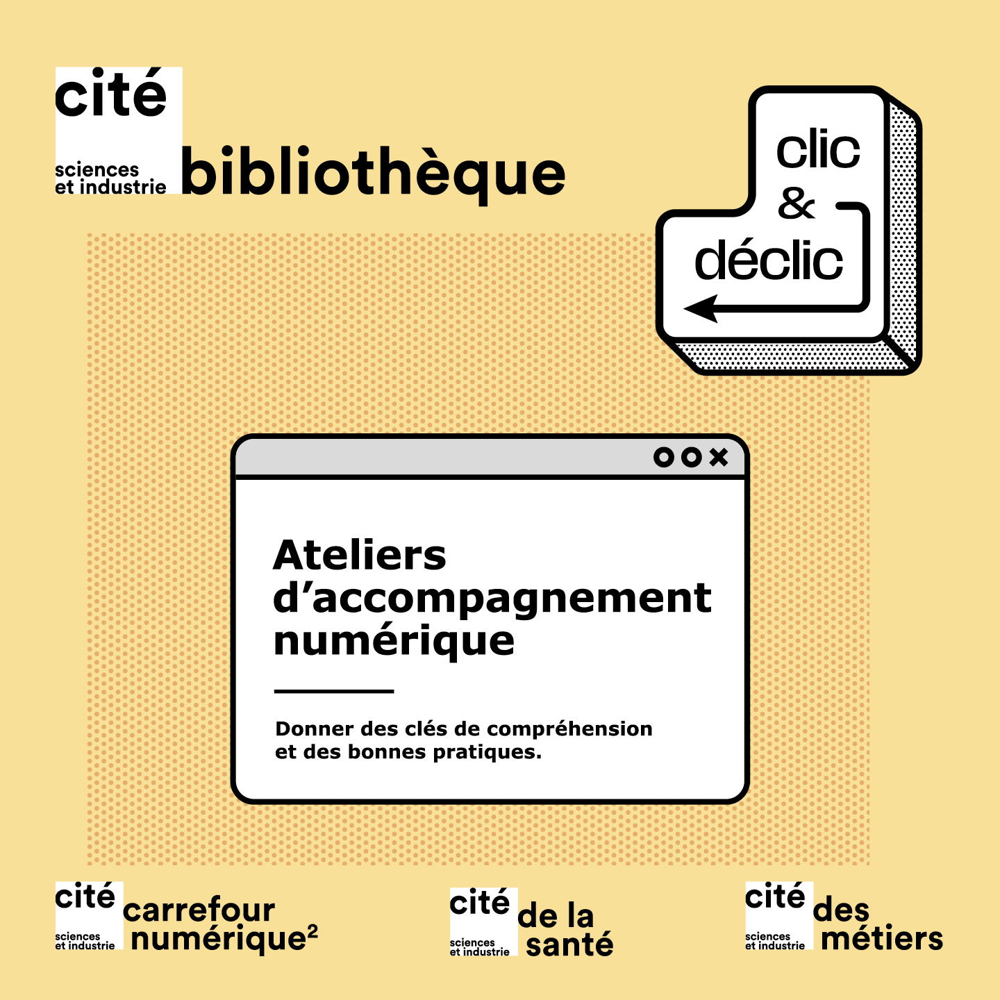 cité
sciences
et industrie
bibliothèque
clic
&
déclic
Ateliers
d’accompagnement
numérique
Donner des clés de compréhension
et des bonnes pratiques.
cité
sciences
et industrie
carrefour
numérique²
cité
sciences
et industrie
de la
santé
cité
sciences
et industrie
des
métiers